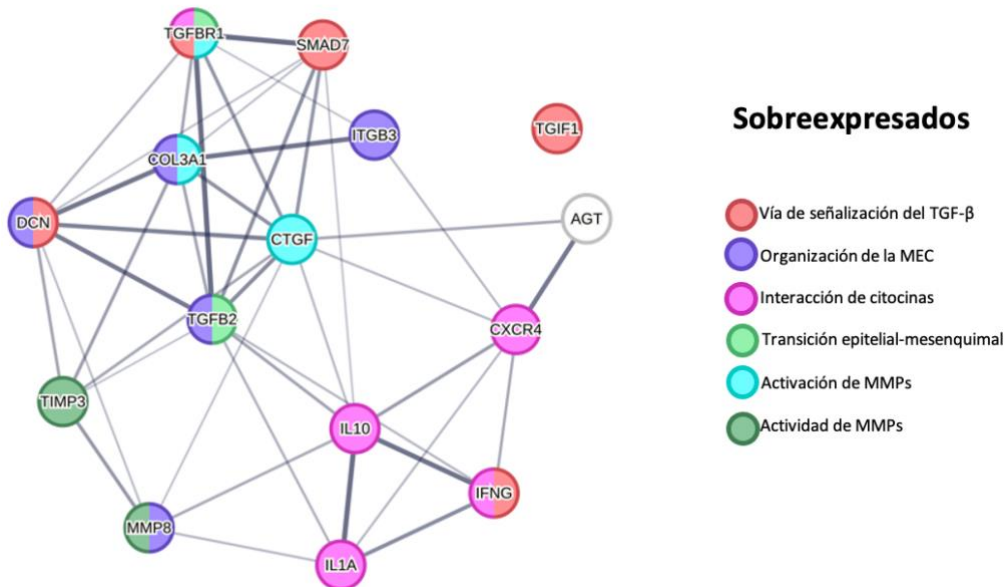 TGFBR1
SMAD7
ITGB3
TGIF1
COL3A1
DCN
AGT
CTGF
TGFB2
CXCR4
TIMP3
IL10
IFNG
MMP8
IL1A
Sobreexpresados
Vía de señalización del TGF-β
Organización de la MEC
Interacción de citocinas
Transición epitelial-mesenquimal
Activación de MMPs
Actividad de MMPs